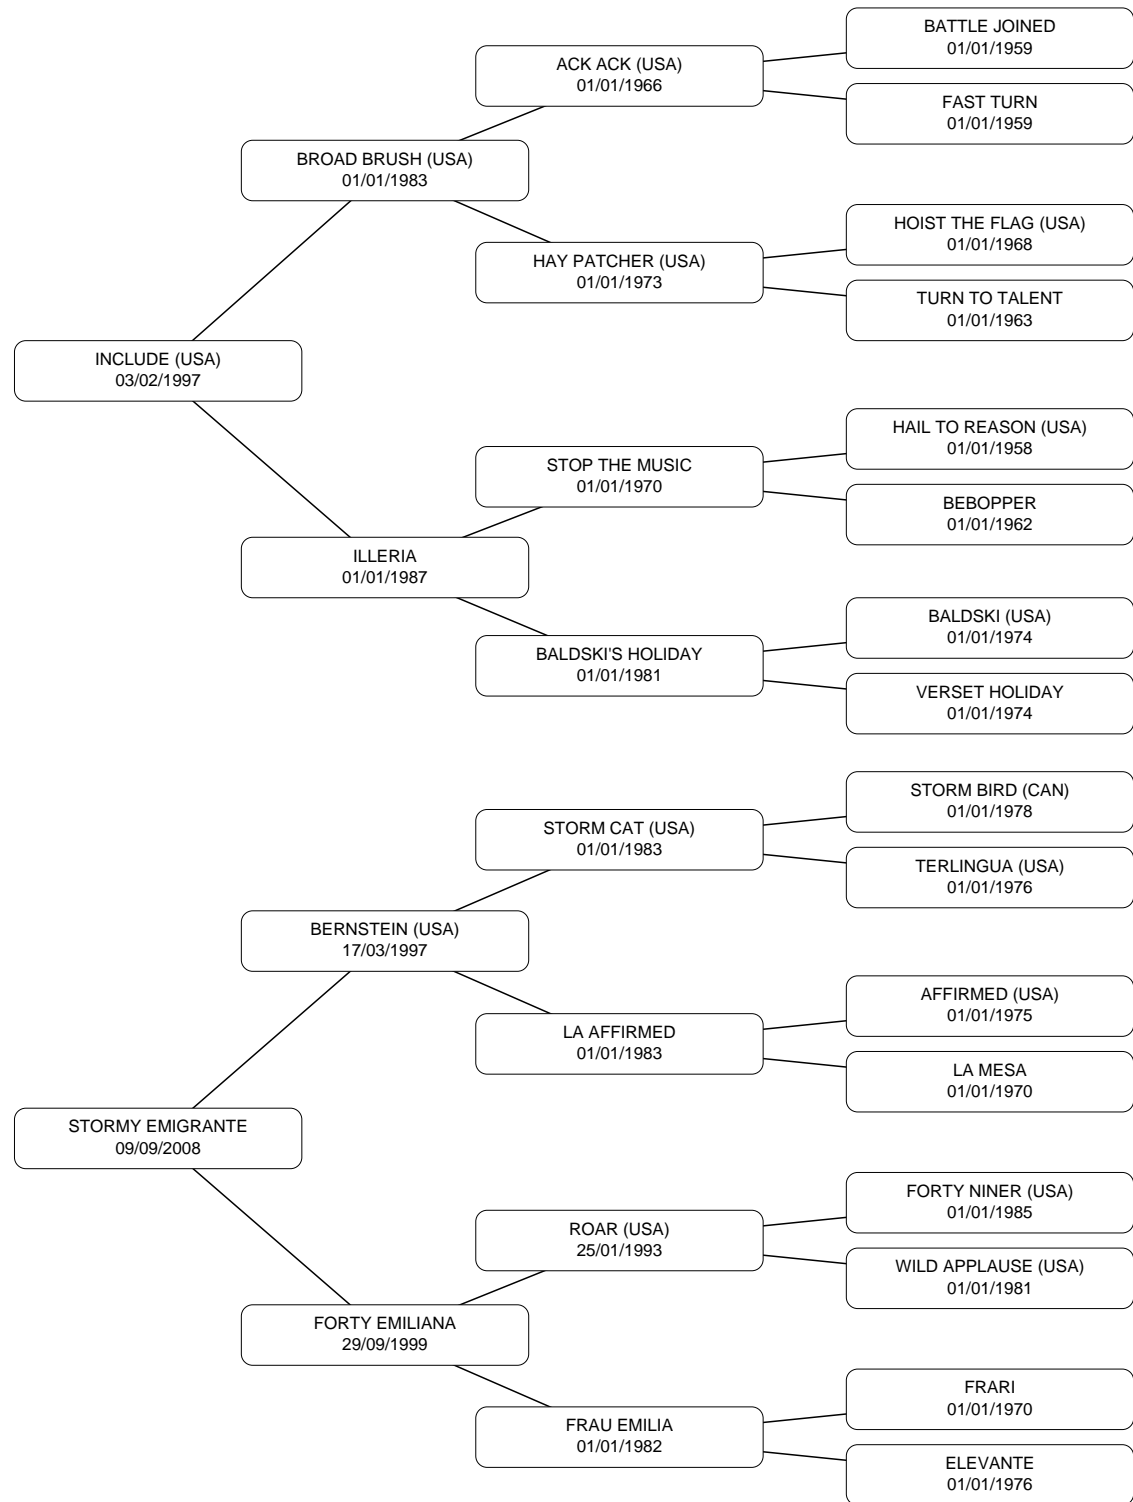 BATTLE JOINED
01/01/1959
ACK ACK (USA)
01/01/1966
FAST TURN
01/01/1959
BROAD BRUSH (USA)
01/01/1983
HOIST THE FLAG (USA)
01/01/1968
HAY PATCHER (USA)
01/01/1973
TURN TO TALENT
01/01/1963
INCLUDE (USA)
03/02/1997
HAIL TO REASON (USA)
01/01/1958
STOP THE MUSIC
01/01/1970
BEBOPPER
01/01/1962
ILLERIA
01/01/1987
BALDSKI (USA)
01/01/1974
BALDSKI'S HOLIDAY
01/01/1981
VERSET HOLIDAY
01/01/1974
STORM BIRD (CAN)
01/01/1978
STORM CAT (USA)
01/01/1983
TERLINGUA (USA)
01/01/1976
BERNSTEIN (USA)
17/03/1997
AFFIRMED (USA)
01/01/1975
LA AFFIRMED
01/01/1983
LA MESA
01/01/1970
STORMY EMIGRANTE
09/09/2008
FORTY NINER (USA)
01/01/1985
ROAR (USA)
25/01/1993
WILD APPLAUSE (USA)
01/01/1981
FORTY EMILIANA
29/09/1999
FRARI
01/01/1970
FRAU EMILIA
01/01/1982
ELEVANTE
01/01/1976